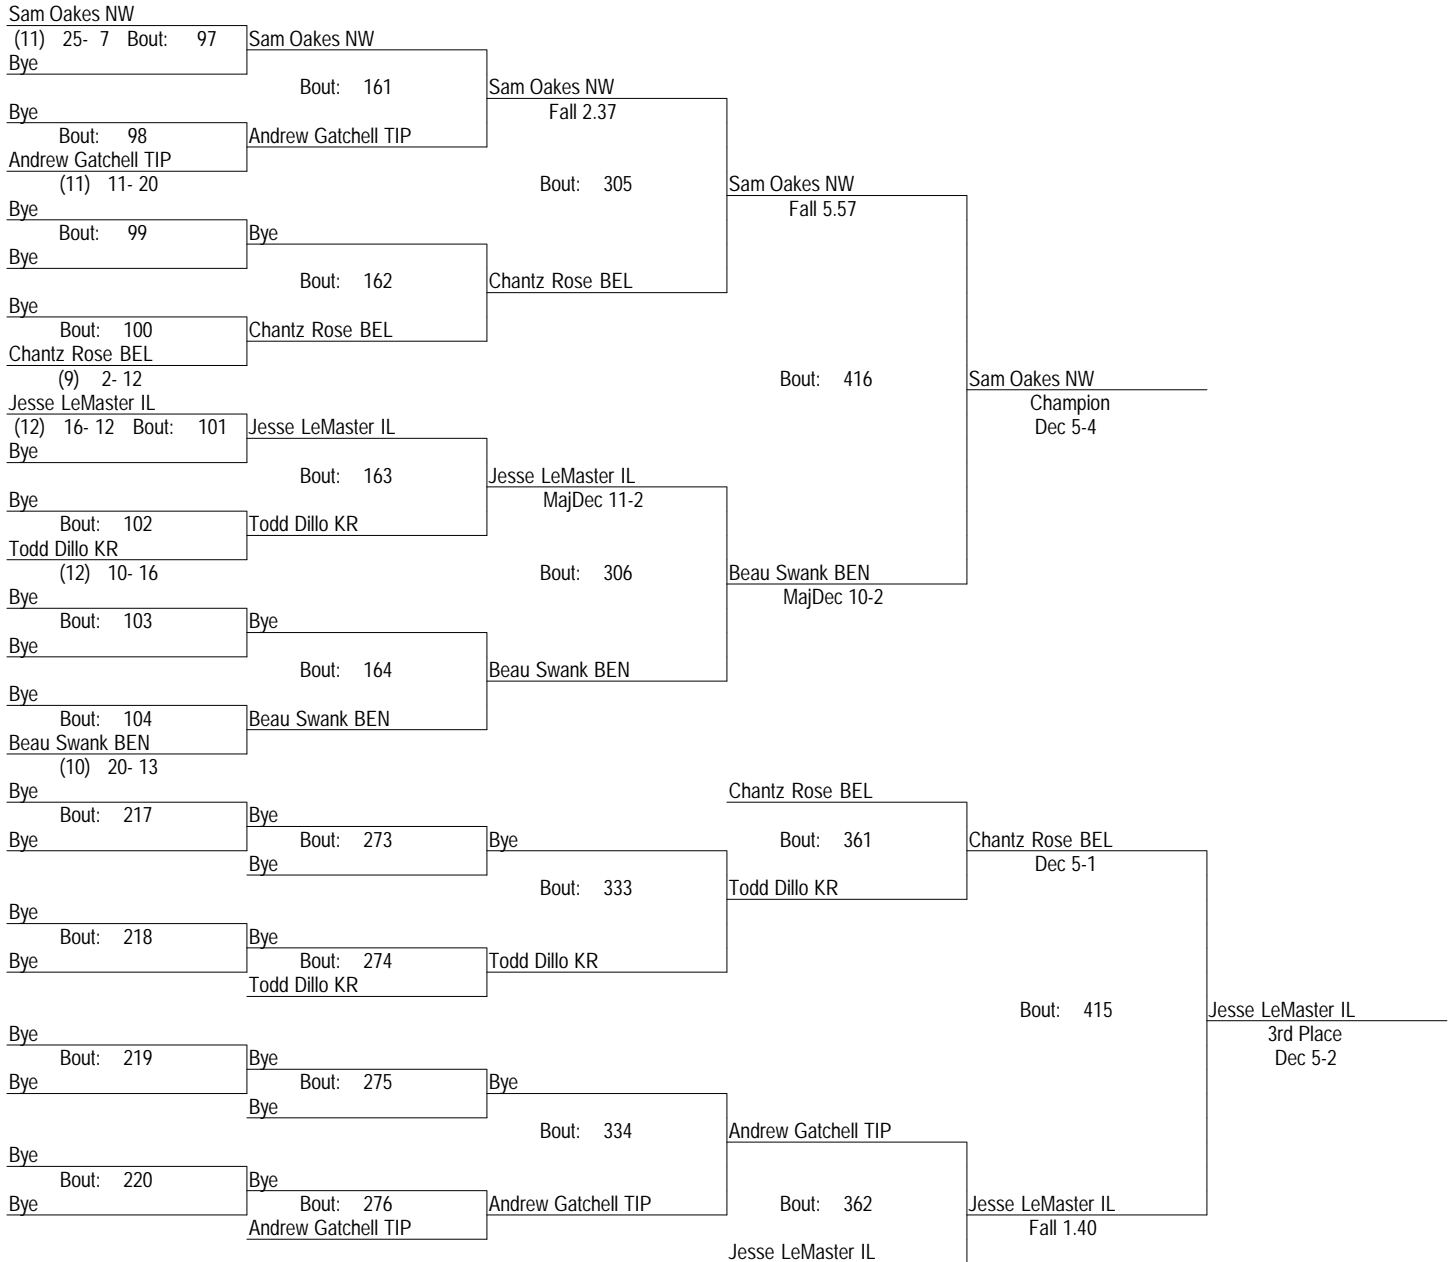 Sam Oakes NW
(11) 25- 7 Bout: 97
Bye
Bye
Bout: 98
Andrew Gatchell TIP
(11) 11- 20
Bye
Bout: 99
Bye
Bye
Bout: 100
Chantz Rose BEL
(9) 2- 12
Jesse LeMaster IL
(12) 16- 12 Bout: 101
Bye
Bye
Bout: 102
Todd Dillo KR
(12) 10- 16
Bye
Bout: 103
Bye
Bye
Bout: 104
Beau Swank BEN
(10) 20- 13
Sam Oakes NW
Bout: 161
Andrew Gatchell TIP
Bye
Bout: 162
Chantz Rose BEL
Jesse LeMaster IL
Bout: 163
Todd Dillo KR
Bye
Bout: 164
Beau Swank BEN
Sam Oakes NW
Fall 2.37
Bout: 305
Chantz Rose BEL
Jesse LeMaster IL
MajDec 11-2
Bout: 306
Beau Swank BEN
Sam Oakes NW
Fall 5.57
Bout: 416
Beau Swank BEN
MajDec 10-2
Sam Oakes NW
Champion
Dec 5-4
Bye
Bout: 217
Bye
Bye
Bout: 218
Bye
Bye
Bout: 219
Bye
Bye
Bout: 220
Bye
Bye
Bout: 273
Bye
Bye
Bout: 274
Todd Dillo KR
Bye
Bout: 275
Bye
Bye
Bout: 276
Andrew Gatchell TIP
Bye
Bout: 333
Todd Dillo KR
Bye
Bout: 334
Andrew Gatchell TIP
Chantz Rose BEL
Bout: 361
Todd Dillo KR
Andrew Gatchell TIP
Bout: 362
Jesse LeMaster IL
Chantz Rose BEL
Dec 5-1
Bout: 415
Jesse LeMaster IL
Fall 1.40
Jesse LeMaster IL
3rd Place
Dec 5-2